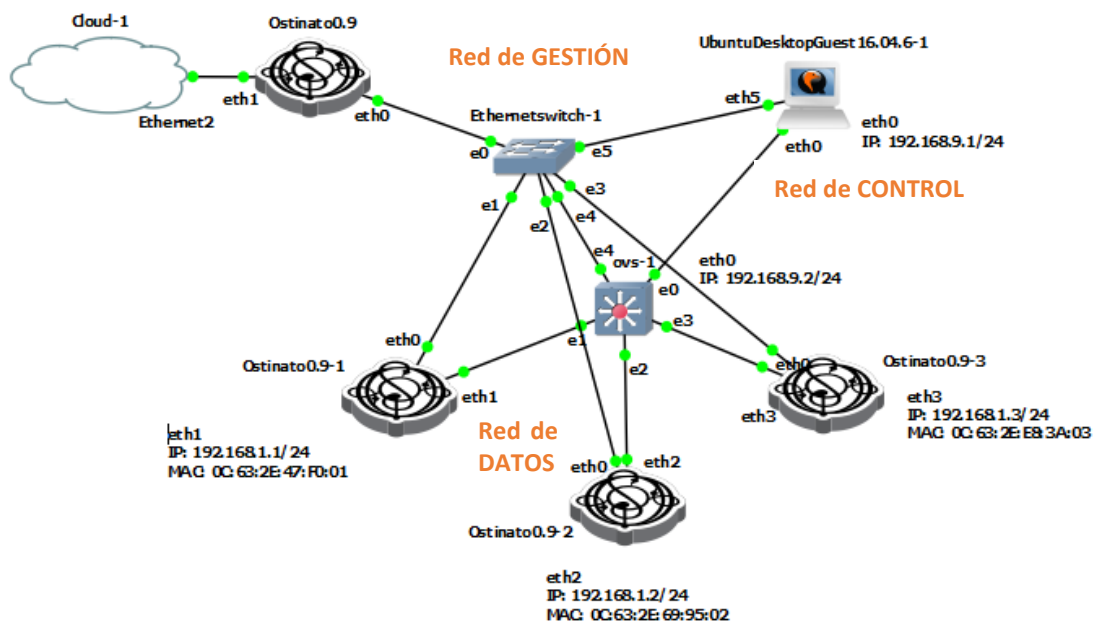 Cloud-1
Ostinato0.9
Red de GESTIÓN
UbuntuDesktopGuest16.04.6-1
eth1
Ethernet2
eth0
Ethernetswitch-1
eth5
eth0
IP: 192.168.9.1/24
eth0
e0
e5
Red de CONTROL
e3
e1
e4
e2
e4
ovs-1
eth0
IP: 192.168.9.2/24
e0
e3
e1
e2
eth0
Ostinato0.9-1
eth1
eth0
Ostinato0.9-3
eth3
eth3
IP: 192.168.1.3/24
MAC: 0C:63:2E:E8:3A:03
eth1
IP: 192.168.1.1/24
MAC: 0C:63:2E:47:F0:01
Red de
DATOS
eth0
eth2
Ostinato0.9-2
eth2
IP: 192.168.1.2/24
MAC: 0C:63:2E:69:95:02